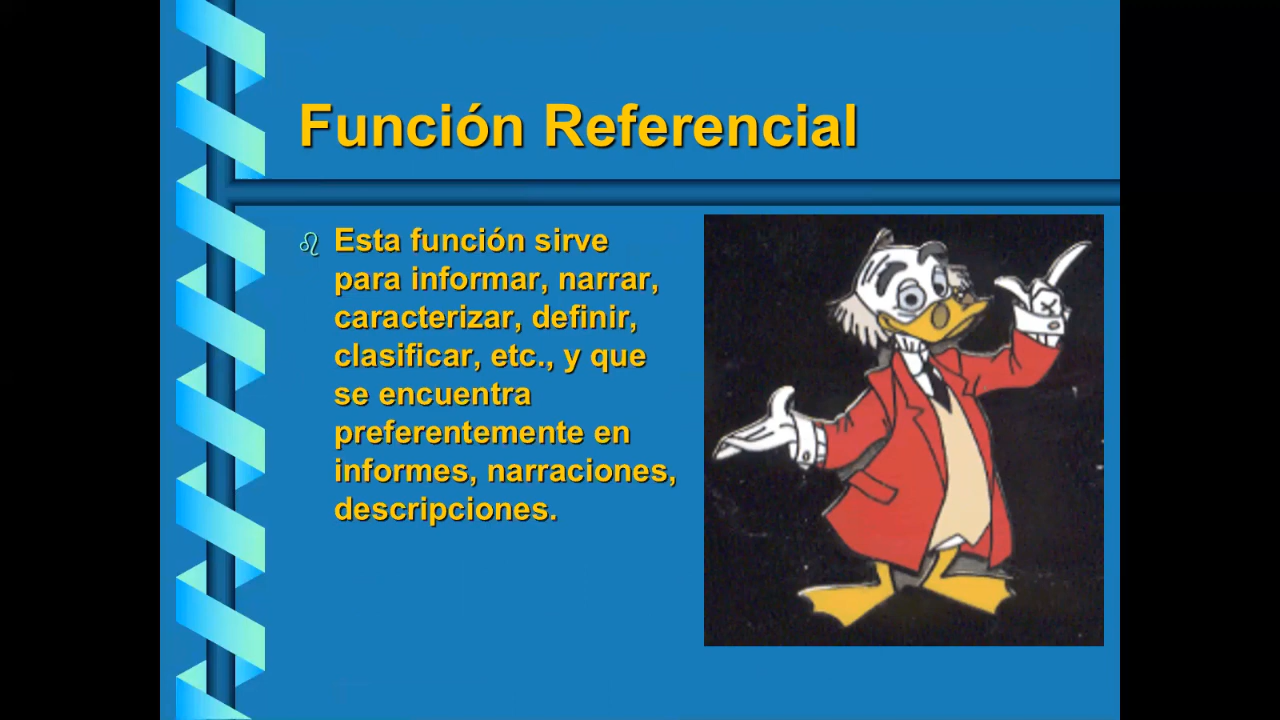 Función Referencial
Esta función sirve
para informar, narrar,
caracterizar, definir,
clasificar, etc., y que
se encuentra
preferentemente en
informes, narraciones,
descripciones.